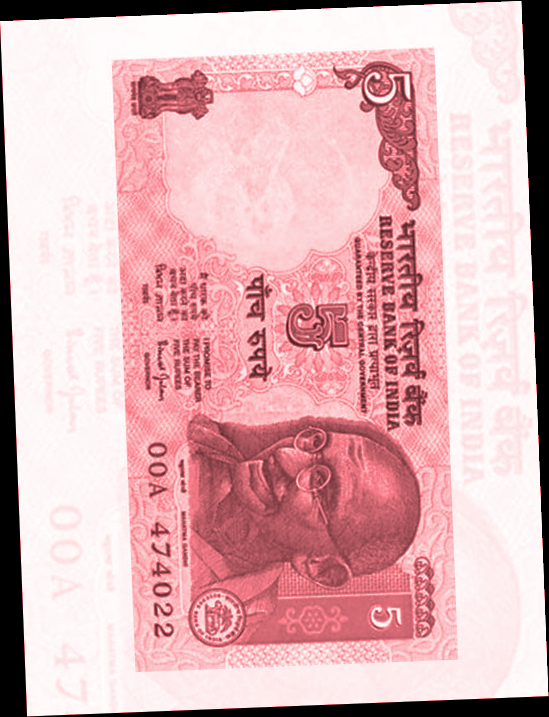 5
भारतीय रिज़र्व बैंक
RESERVE BANK OF INDIA
केन्द्रीय सरकार द्वारा प्रत्याभूत
GUARANTEED BY THE CENTRAL GOVERNMENT
5
पाँच रुपये
मैं धारक को
पाँच रुपये
अदा करने का
वचन देता हूँ।
I PROMISE TO
PAY THE BEARER
THE SUM OF
FIVE RUPEES
गवर्नर
GOVERNOR
महात्मा गांधी
MAHATMA GANDHI
00A 474022
5
भारतीय रिज़र्व बैंक
RESERVE BANK OF INDIA
00A 47